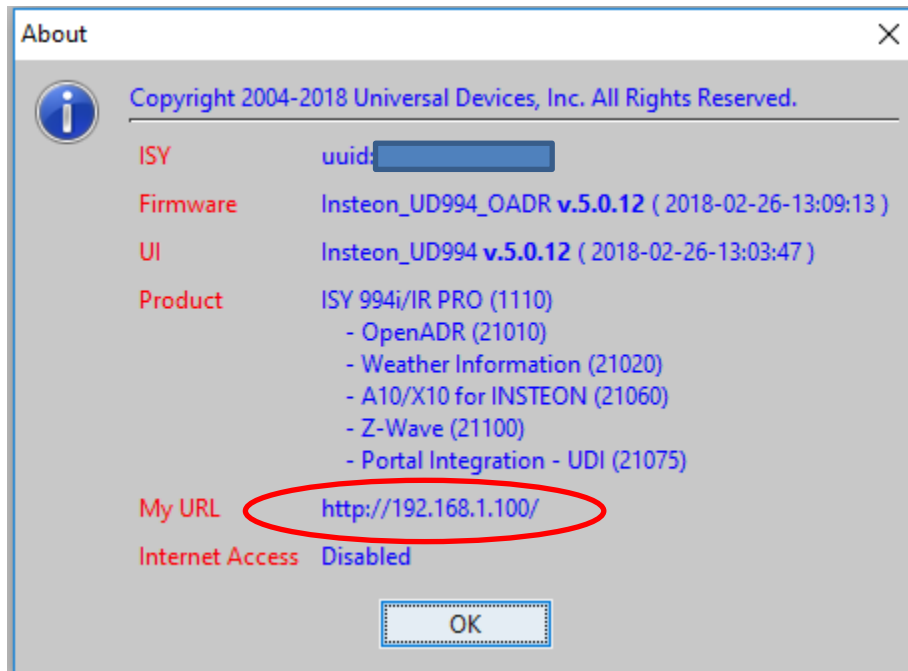 About
Copyright 2004-2018 Universal Devices, Inc. All Rights Reserved.
ISY uuid:
Firmware Insteon_UD994_OADR v.5.0.12 ( 2018-02-26-13:09:13 )
UI Insteon_UD994 v.5.0.12 ( 2018-02-26-13:03:47 )
Product ISY 994i/IR PRO (1110)
- OpenADR (21010)
- Weather Information (21020)
- A10/X10 for INSTEON (21060)
- Z-Wave (21100)
- Portal Integration - UDI (21075)
My URL http://192.168.1.100/
Internet Access Disabled
OK